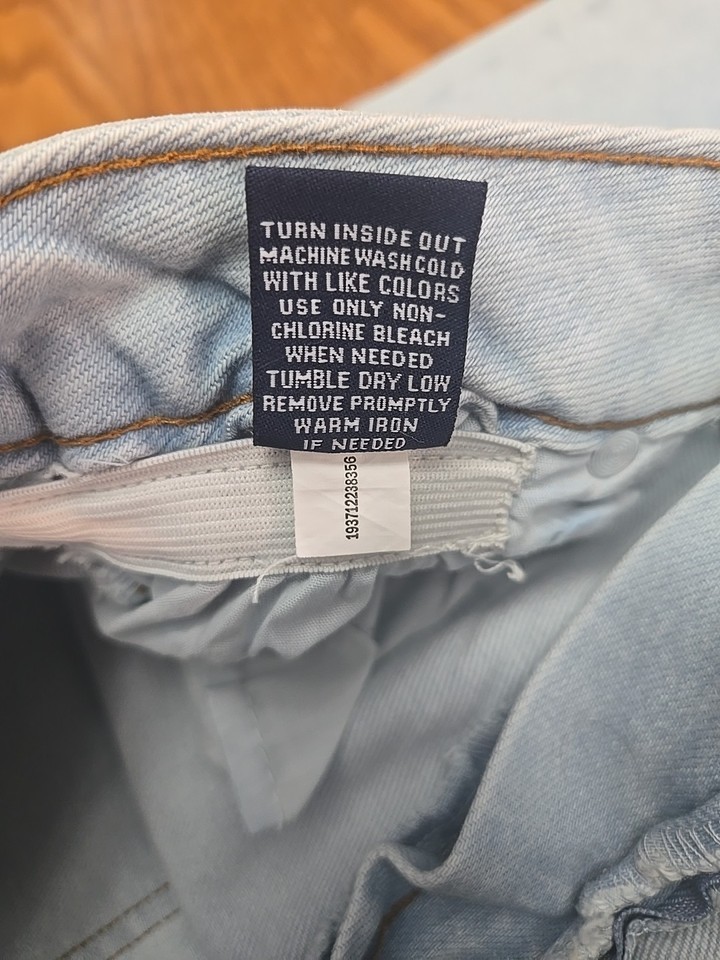 TURN INSIDE OUT
MACHINE WASH COLD
WITH LIKE COLORS
USE ONLY NON-
CHLORINE BLEACH
WHEN NEEDED
TUMBLE DRY LOW
REMOVE PROMPTLY
WARM IRON
IF NEEDED
193712238356